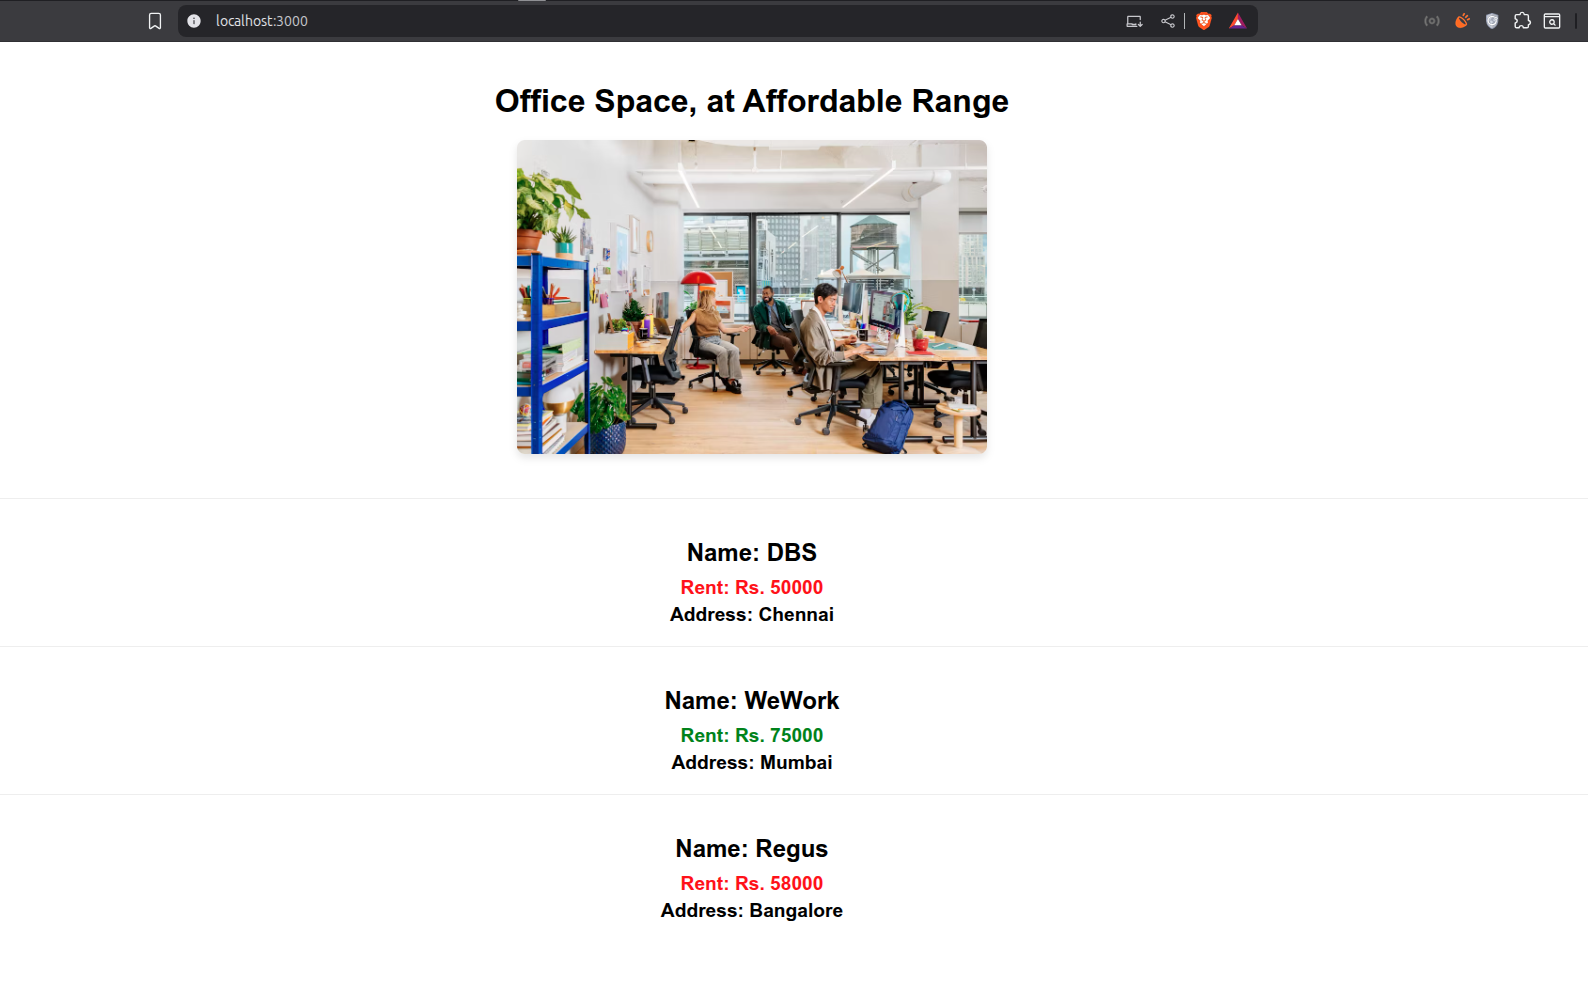 localhost:3000
Office Space, at Affordable Range
Name: DBS
Rent: Rs. 50000
Address: Chennai
Name: WeWork
Rent: Rs. 75000
Address: Mumbai
Name: Regus
Rent: Rs. 58000
Address: Bangalore